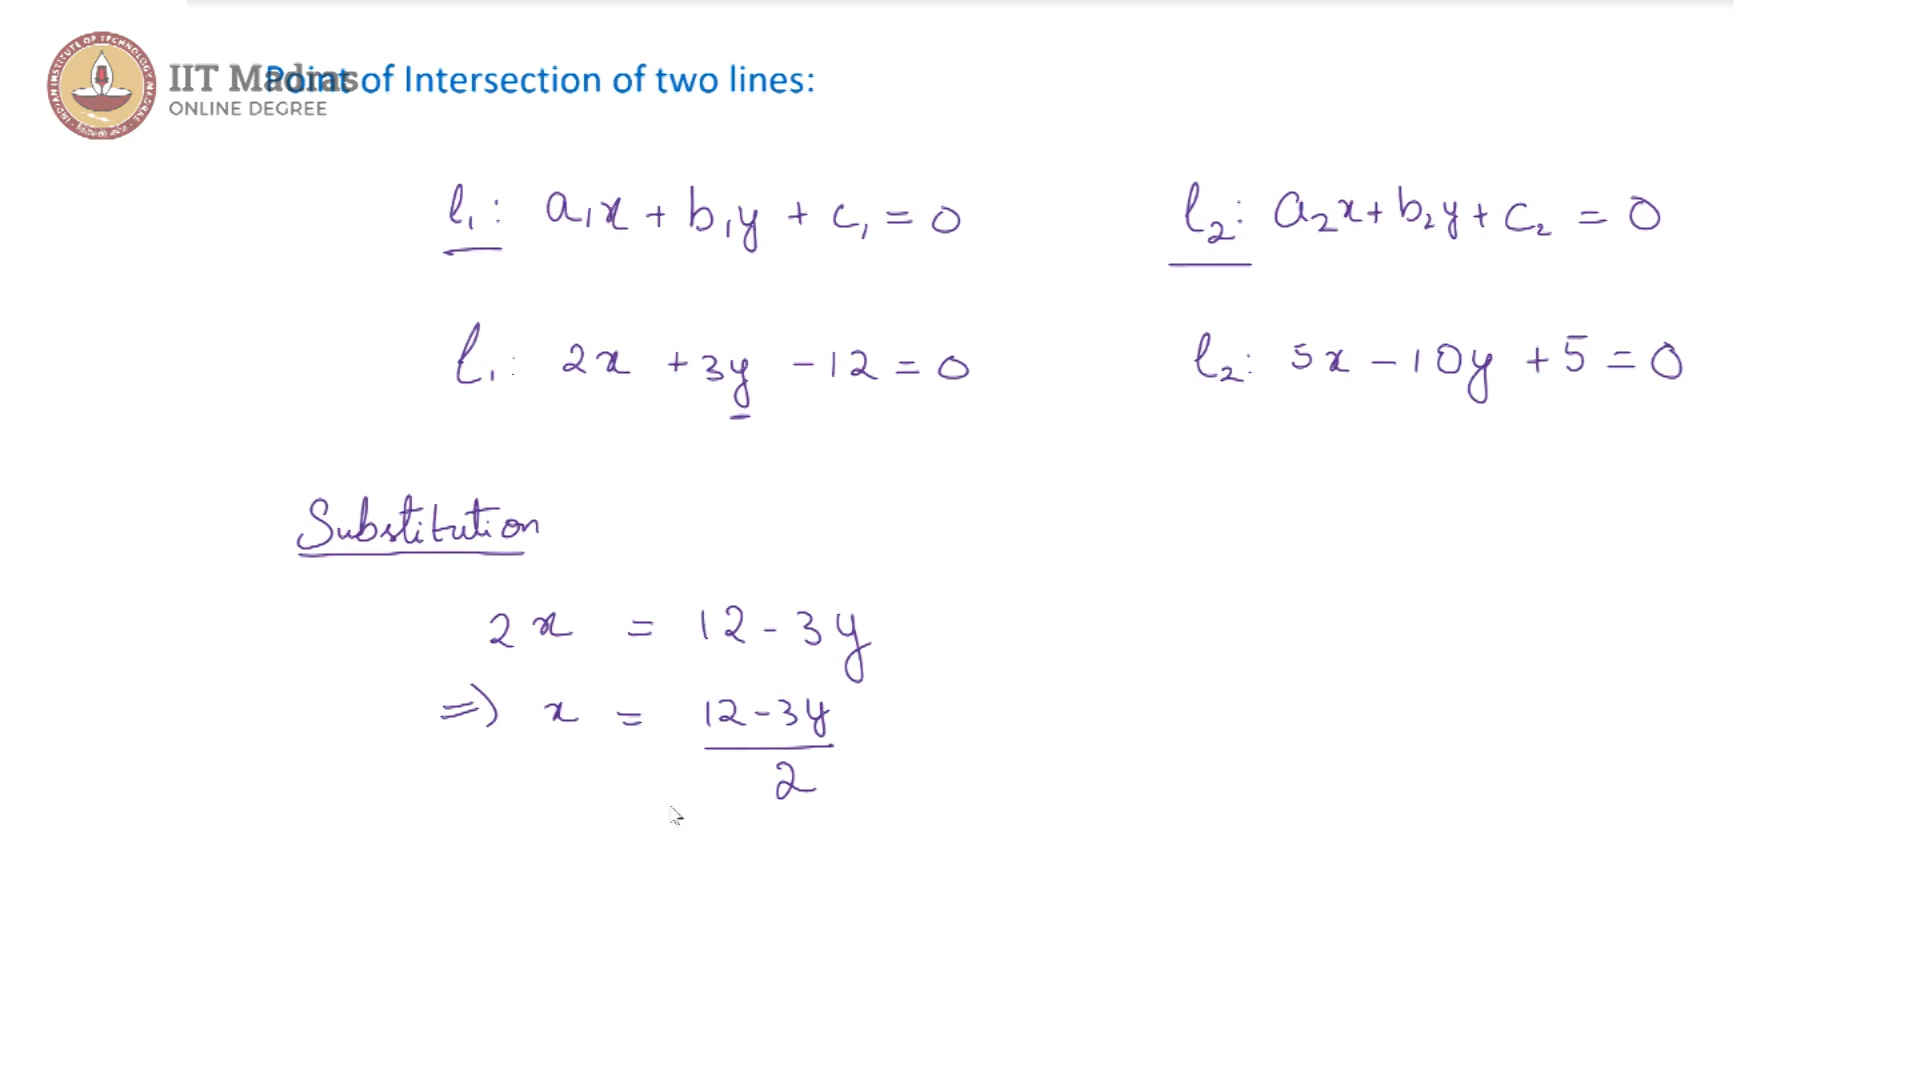 IIT Madras
ONLINE DEGREE
Point of Intersection of two lines:
l₁: a₁x + b₁y + c₁ = 0
l₂: a₂x + b₂y + c₂ = 0
l₁: 2x + 3y - 12 = 0
l₂: 5x - 10y + 5 = 0
Substitution
2x = 12 - 3y
=> x = 12 - 3y
2